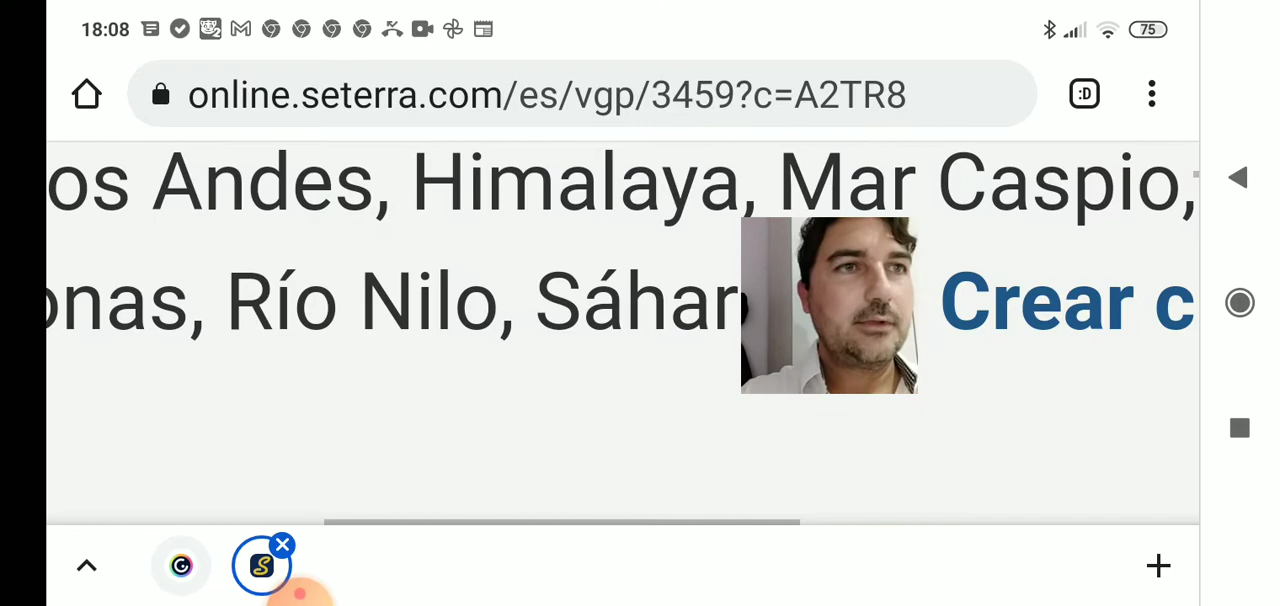 18:08
75
online.seterra.com/es/vgp/3459?c=A2TR8
:D
os Andes, Himalaya, Mar Caspio,
onas, Río Nilo, Sáhar
Crear c